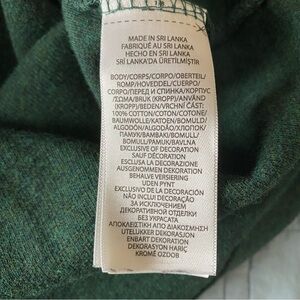 MADE IN SRI LANKA
FABRIQUÉ AU SRI LANKA
HECHO EN SRI LANKA
SRİ LANKA'DA ÜRETİLMİŞTİR
BODY/CORPS/CORPO/OBERTEIL/
ROMP/HOVEDDEL/CUERPO/
CORPO/ПЕРЕД И СПИНКА/КОРПУС
/ΣΩΜΑ/BRUK (KROPP)/ANVÄND
(KROPP)/BEDEN/VRCHNÍ ČÁST:
100% COTTON/COTON/COTONE/
BAUMWOLLE/KATOEN/BOMULD/
ALGODÓN/ALGODÃO/ХЛОПОК
/ПАМУК/ΒΑΜΒΑΚΙ/BOMULL/
BOMULL/PAMUK/BAVLNA
EXCLUSIVE OF DECORATION
SAUF DÉCORATION
ESCLUSA LA DECORAZIONE
AUSGENOMMEN DEKORATION
BEHALVE VERSIERING
UDEN PYNT
EXCLUSIVO DE LA DECORACIÓN
NÃO INCLUI A DECORAÇÃO
ДЕКОРАТИВНОЙ ОТДЕЛКИ
БЕЗ УКРАСАТА
ΑΠΟΚΛΕΙΣΤΙΚΗ ΑΠΟ ΔΙΑΚΟΣΜΗΣΗ
UTELUKKER DEKORASJON
ENBART DEKORATION
DEKORASYON HARİÇ
KROMĚ OZDOB